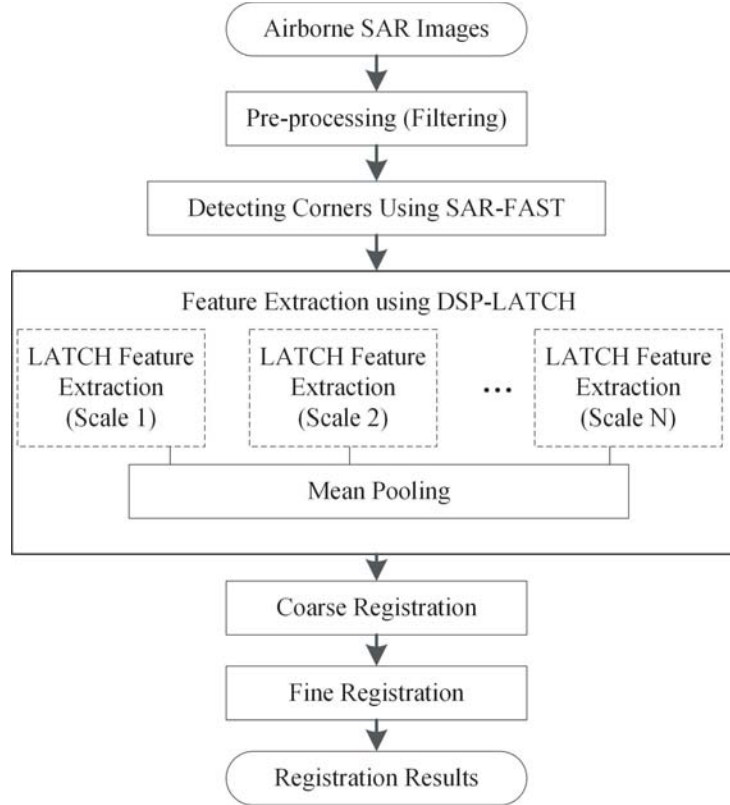 Airborne SAR Images
Pre-processing (Filtering)
Detecting Corners Using SAR-FAST
Feature Extraction using DSP-LATCH
LATCH Feature
Extraction
(Scale 1)
LATCH Feature
Extraction
(Scale 2)
...
LATCH Feature
Extraction
(Scale N)
Mean Pooling
Coarse Registration
Fine Registration
Registration Results